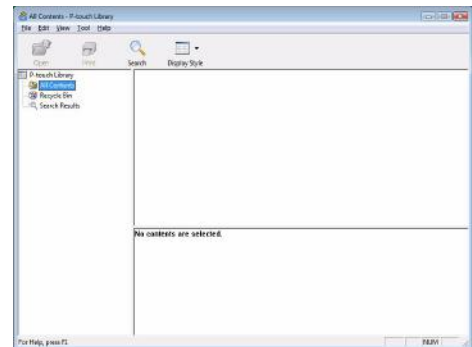 All Contents - P-touch Library
File Edit View Tool Help
Open Print Search Display Style
P-touch Library
All Contents
Recycle Bin
Search Results
No contents are selected.
For Help, press F1
NUM